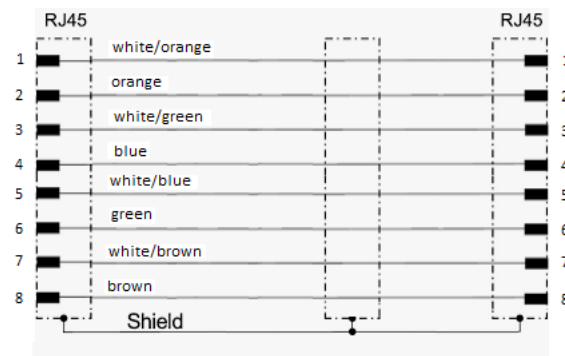 RJ45 RJ45
1 white/orange 1
2 orange 2
3 white/green 3
4 blue 4
5 white/blue 5
6 green 6
7 white/brown 7
8 brown 8
Shield